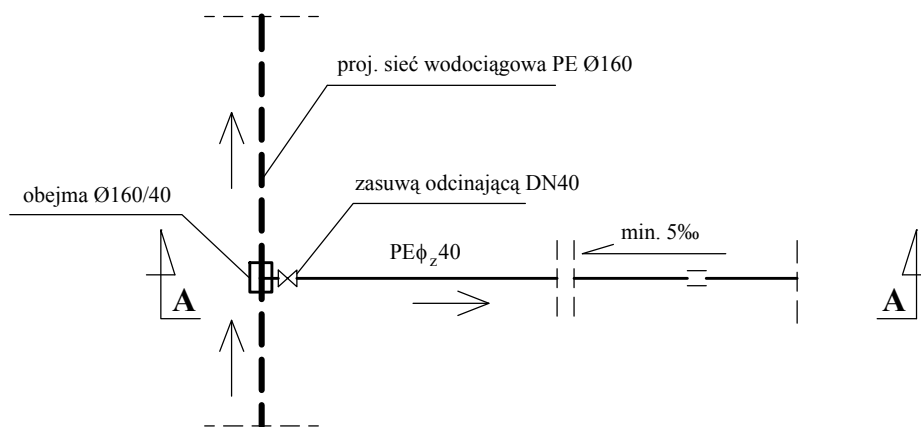 proj. sieć wodociągowa PE Ø160
obejma Ø160/40
zasuwą odcinającą DN40
PEϕz40
min. 5‰
A
A